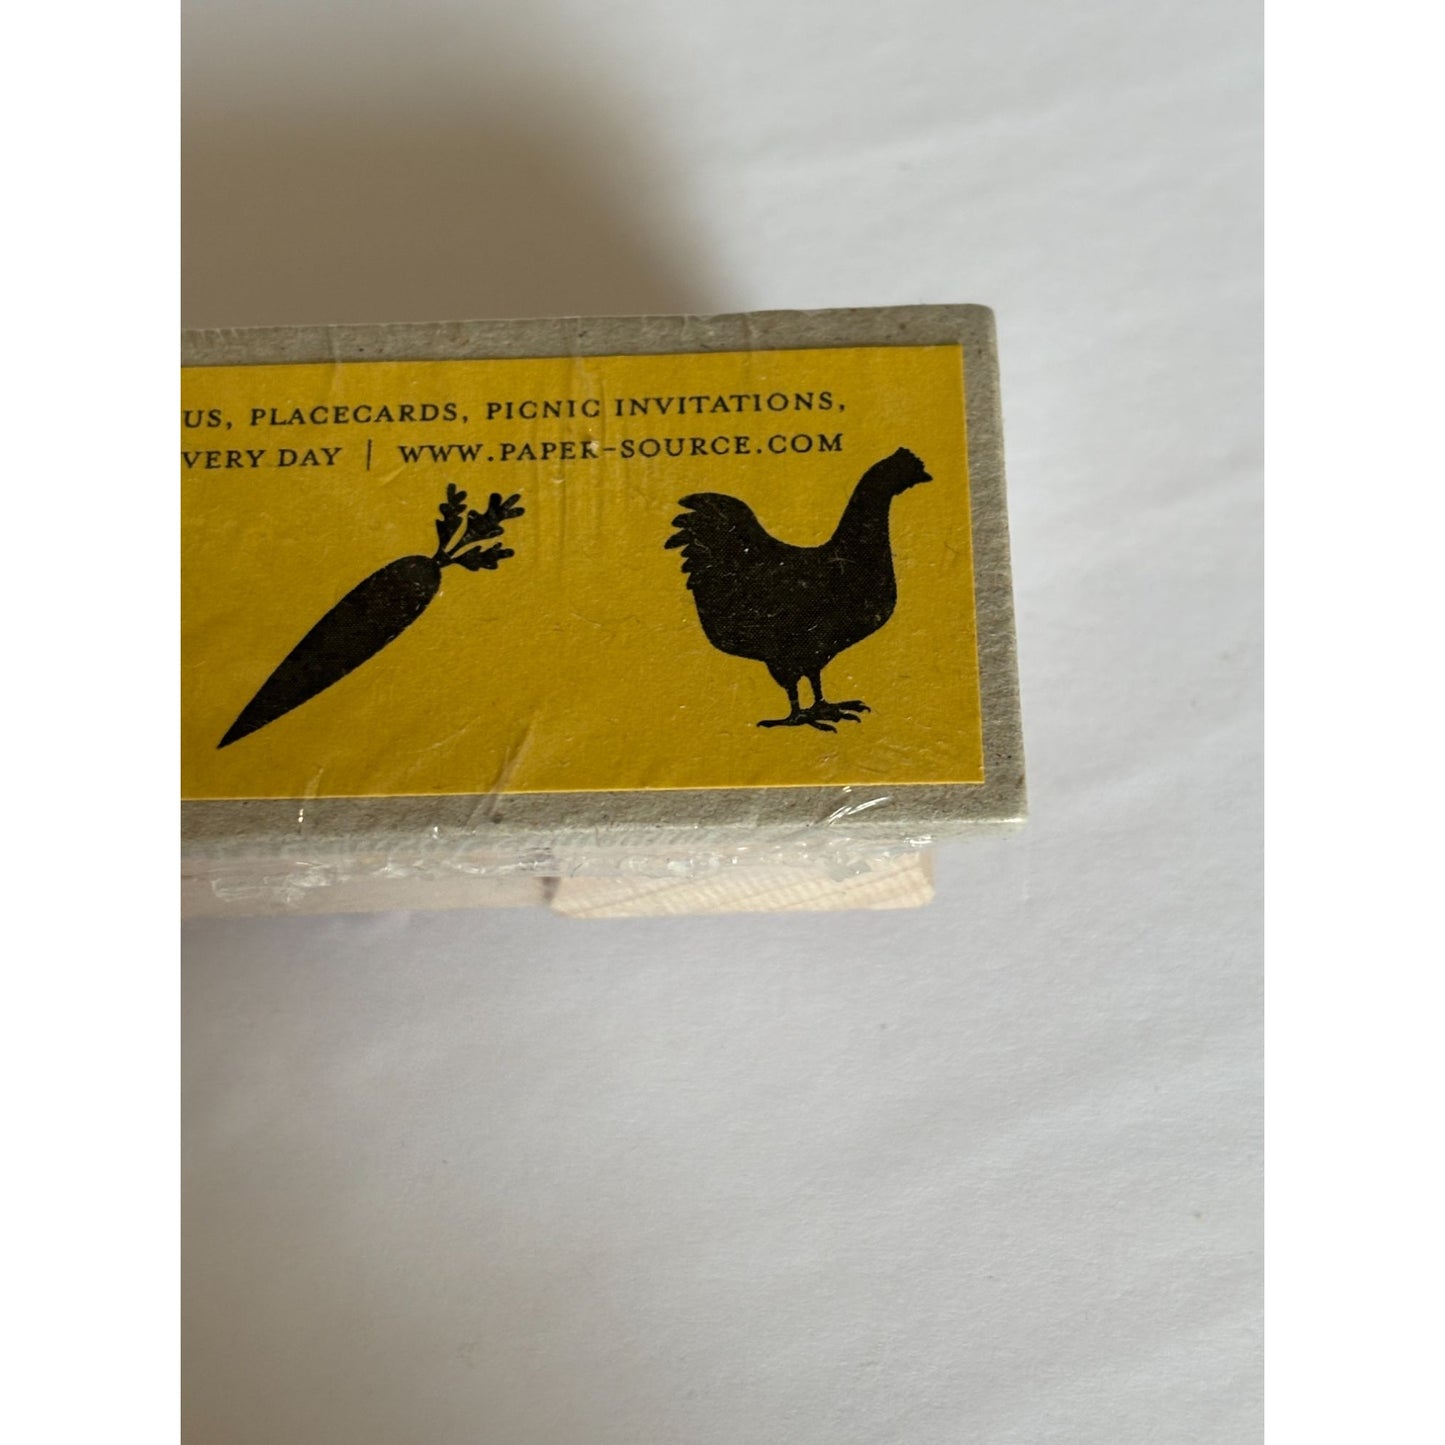 US, PLACECARDS, PICNIC INVITATIONS,
VERY DAY | WWW.PAPER-SOURCE.COM